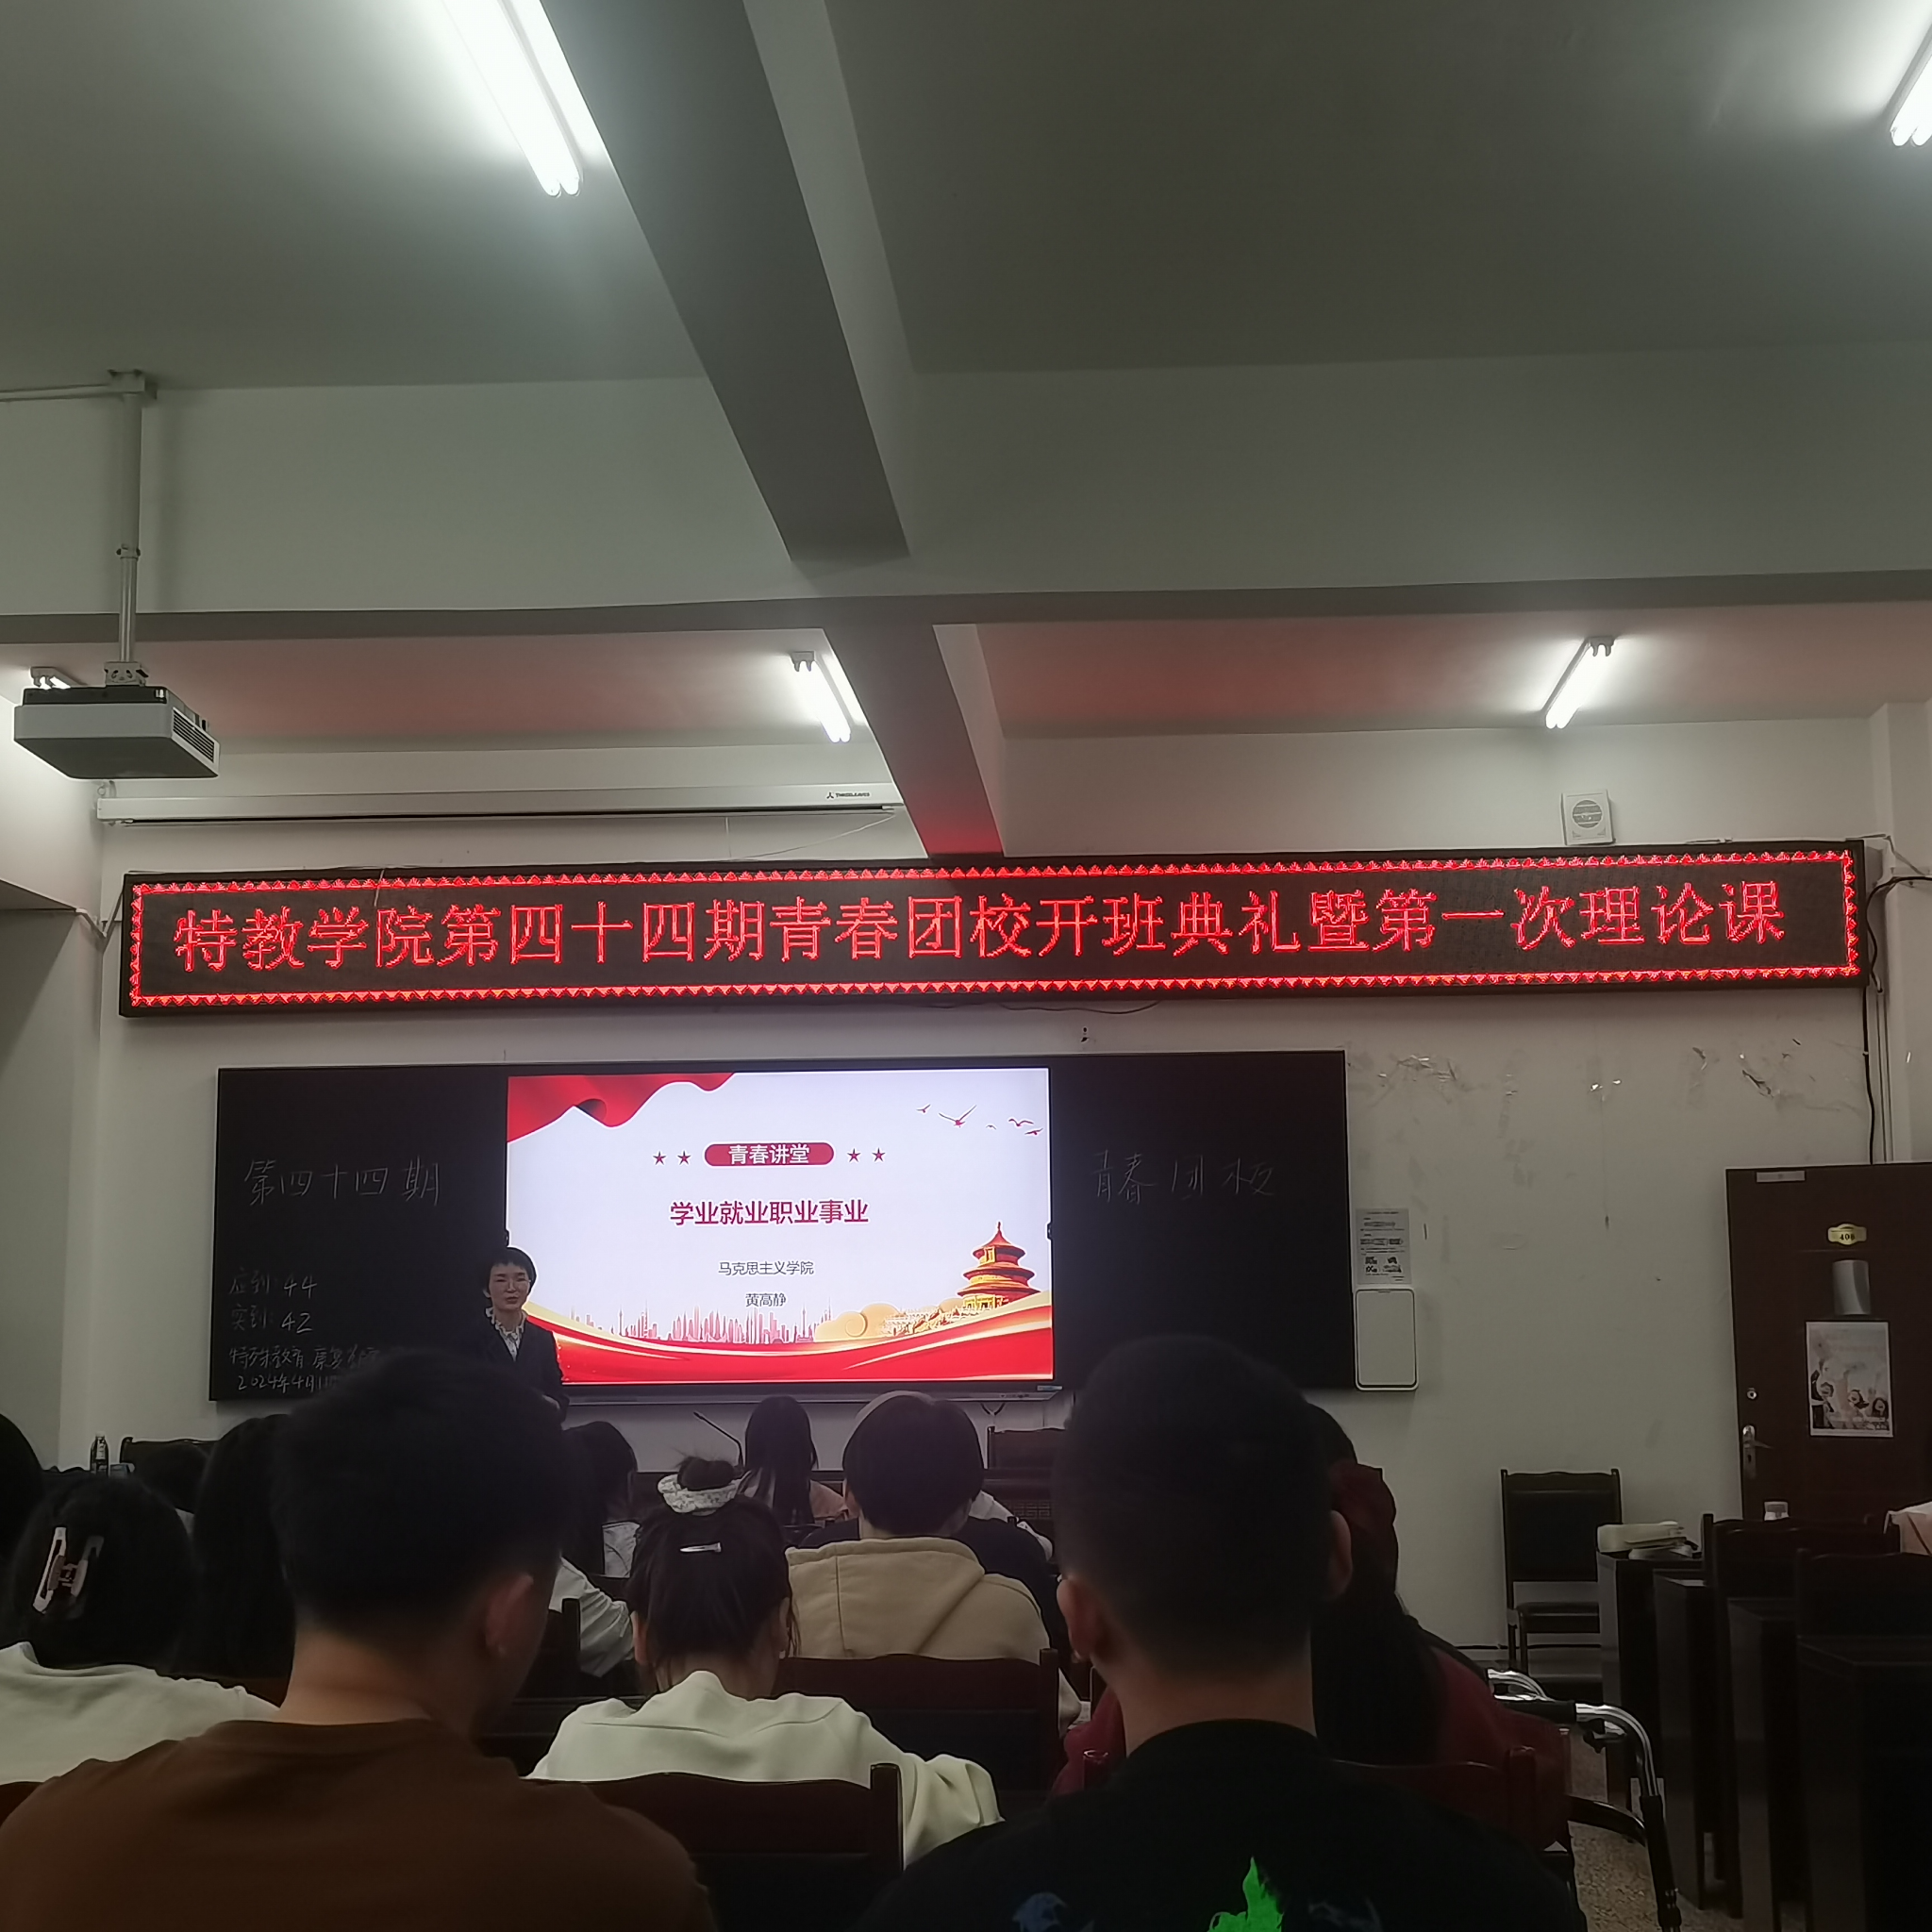 特教学院第四十四期青春团校开班典礼暨第一次理论课
第四十四期
应到:44
实到:42
青春讲堂
学业就业职业事业
马克思主义学院
黄高静
青春团校
406